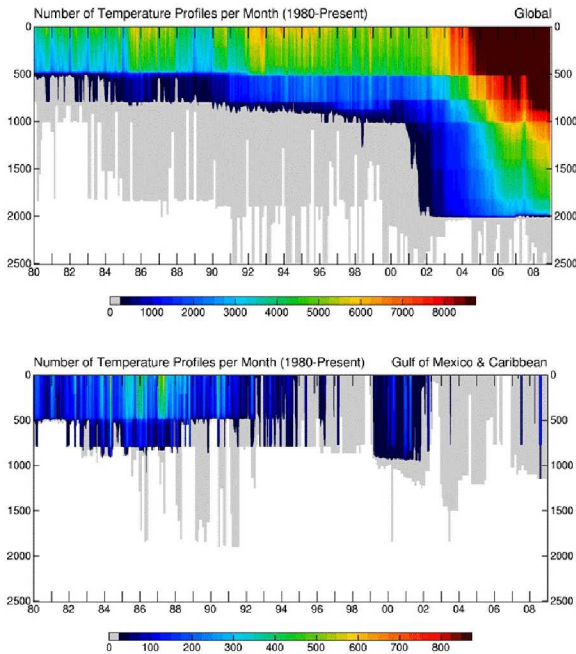 Number of Temperature Profiles per Month (1980-Present) Global
0 0
500 500
1000 1000
1500 1500
2000 2000
2500 2500
80 82 84 86 88 90 92 94 96 98 00 02 04 06 08
0 1000 2000 3000 4000 5000 6000 7000 8000
Number of Temperature Profiles per Month (1980-Present) Gulf of Mexico & Caribbean
0 0
500 500
1000 1000
1500 1500
2000 2000
2500 2500
80 82 84 86 88 90 92 94 96 98 00 02 04 06 08
0 100 200 300 400 500 600 700 800